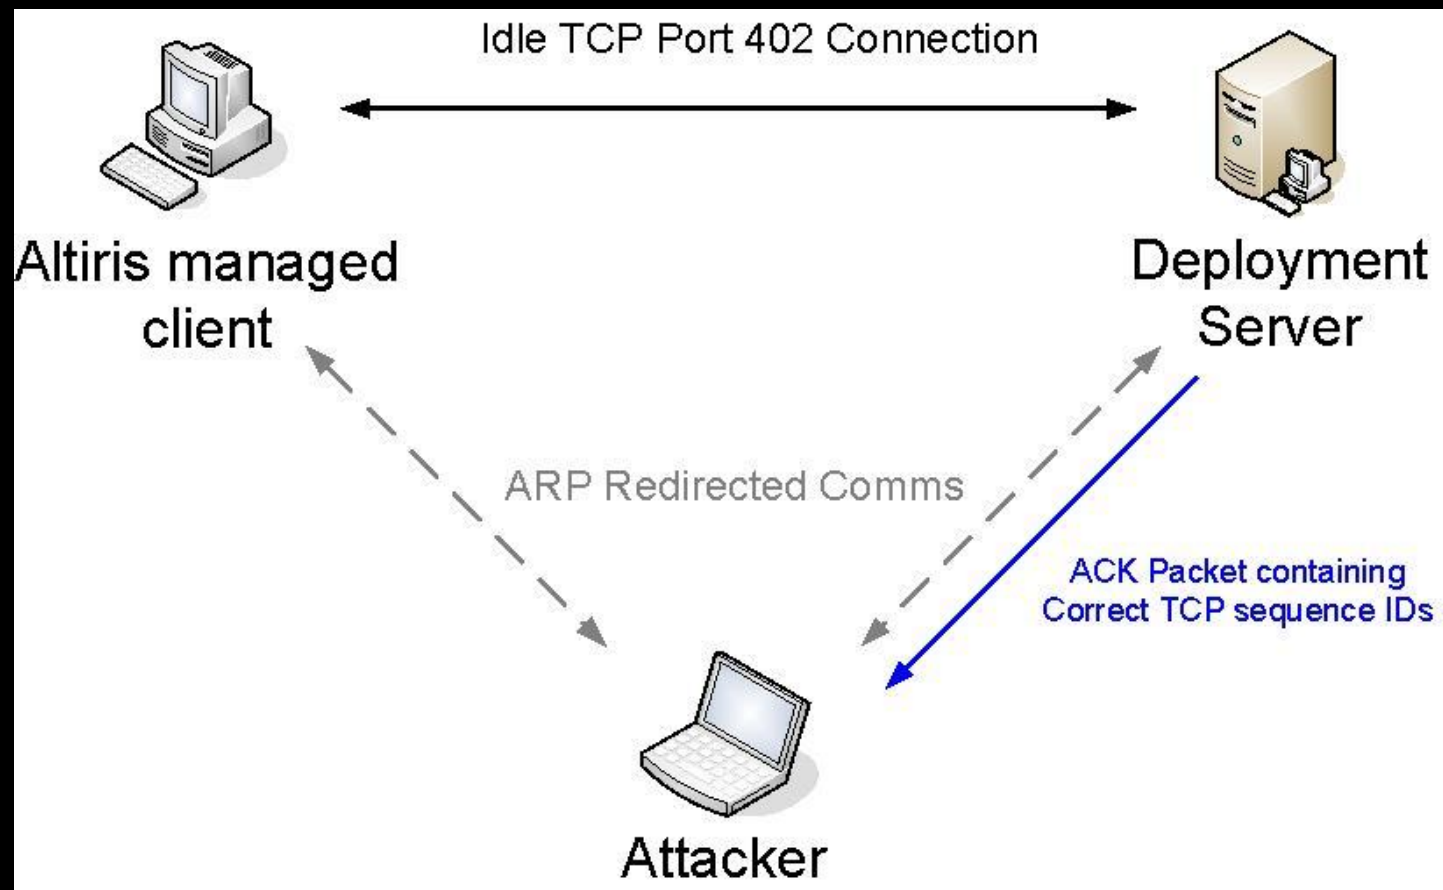 Idle TCP Port 402 Connection
Altiris managed
client
Deployment
Server
ARP Redirected Comms
ACK Packet containing
Correct TCP sequence IDs
Attacker